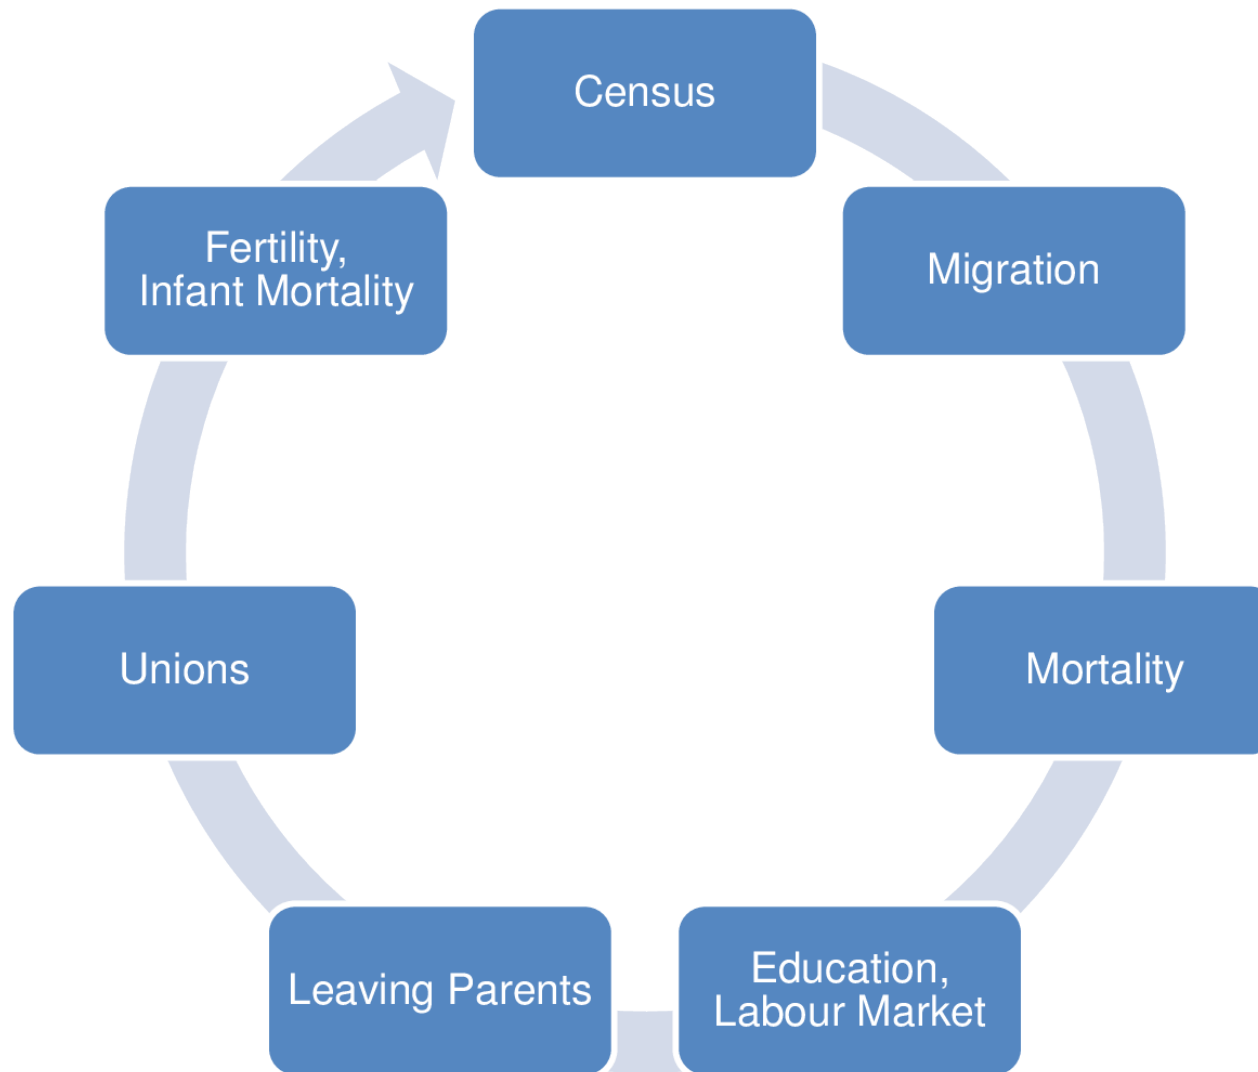 Census
Migration
Mortality
Education,
Labour Market
Leaving Parents
Unions
Fertility,
Infant Mortality